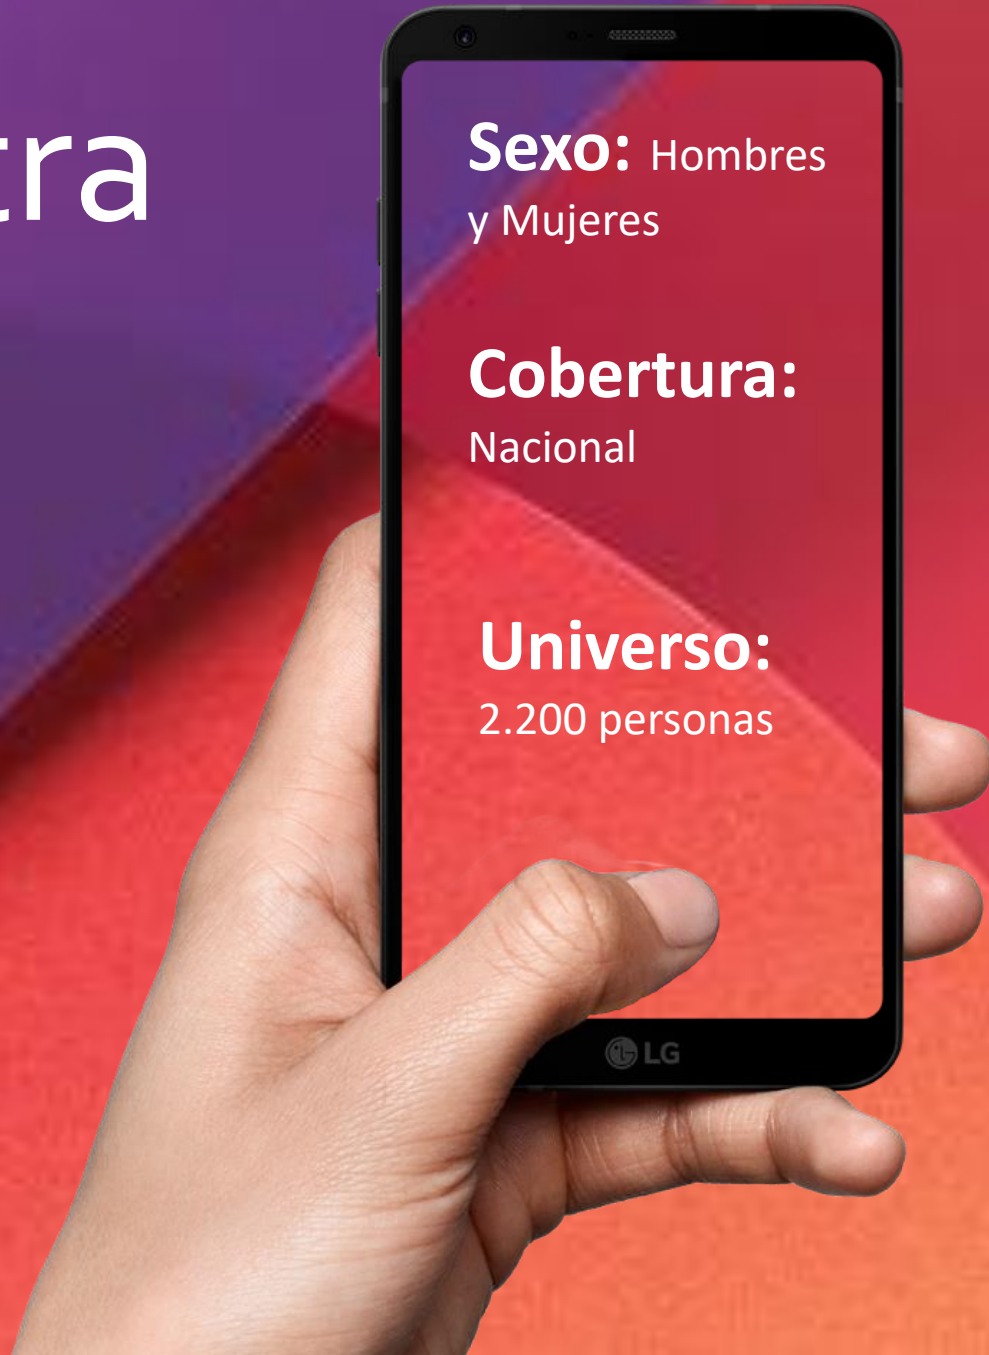 tra
Sexo: Hombres
y Mujeres
Cobertura:
Nacional
Universo:
2.200 personas
LG